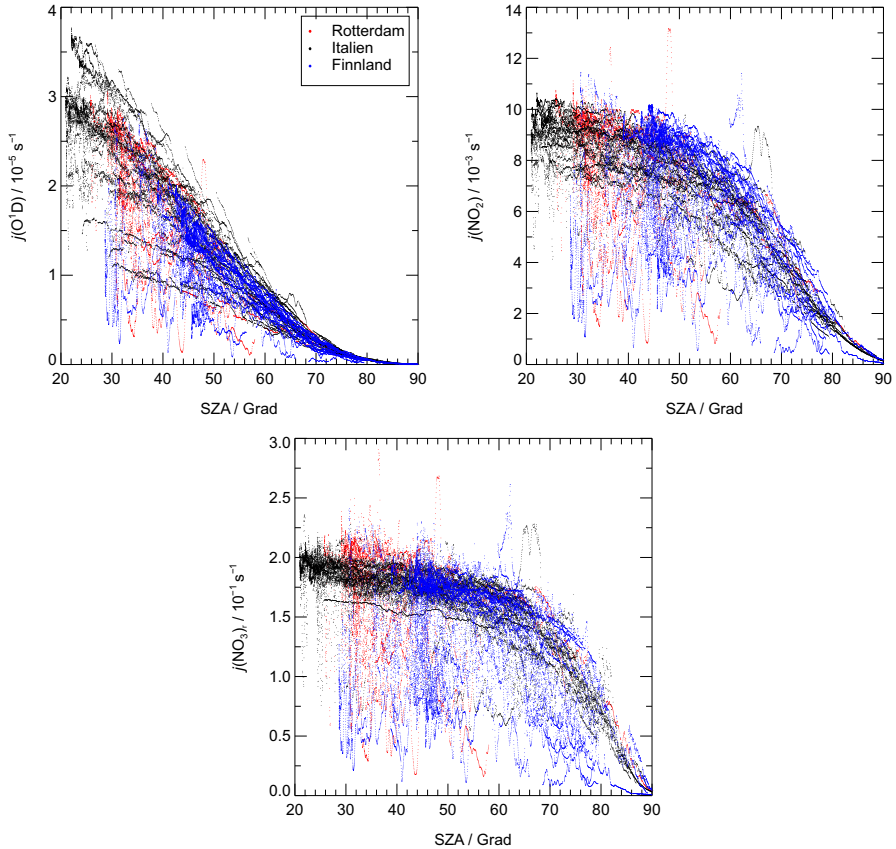 4
3
2
1
0
j(O¹D) / 10⁻⁵ s⁻¹
Rotterdam
Italien
Finnland
20 30 40 50 60 70 80 90
SZA / Grad
14
12
10
8
6
4
2
0
j(NO₂) / 10⁻³ s⁻¹
20 30 40 50 60 70 80 90
SZA / Grad
3.0
2.5
2.0
1.5
1.0
0.5
0.0
j(NO₃), / 10⁻¹ s⁻¹
20 30 40 50 60 70 80 90
SZA / Grad